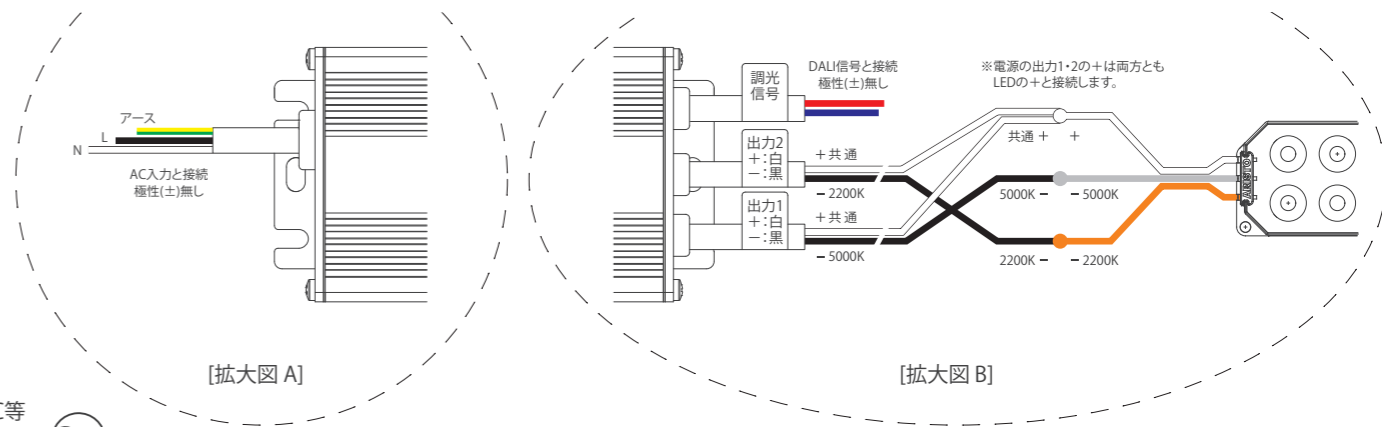 アース
L
N
AC入力と接続
極性(±)無し
[拡大図 A]
調光
信号
DALI信号と接続
極性(±)無し
※電源の出力1・2の＋は両方とも
LEDの＋と接続します。
出力2
＋：白
－：黒
＋共通
－2200K
出力1
＋：白
－：黒
＋共通
－5000K
共通＋ ＋
5000K－ －5000K
2200K－ －2200K
[拡大図 B]